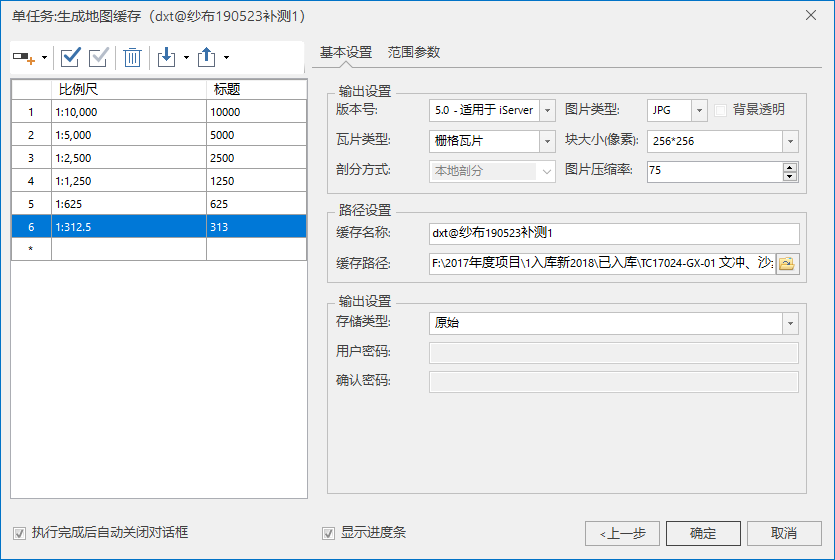 单任务:生成地图缓存（dxt@纱布190523补测1）
基本设置 范围参数
比例尺 标题
1 1:10,000 10000
2 1:5,000 5000
3 1:2,500 2500
4 1:1,250 1250
5 1:625 625
6 1:312.5 313
*
输出设置
版本号: 5.0 - 适用于 iServer 图片类型: JPG 背景透明
瓦片类型: 栅格瓦片 块大小(像素): 256*256
剖分方式: 本地剖分 图片压缩率: 75
路径设置
缓存名称: dxt@纱布190523补测1
缓存路径: F:\2017年度项目\1入库新2018\已入库\TC17024-GX-01 文冲、沙
输出设置
存储类型: 原始
用户密码:
确认密码:
执行完成后自动关闭对话框 显示进度条 <上一步 确定 取消